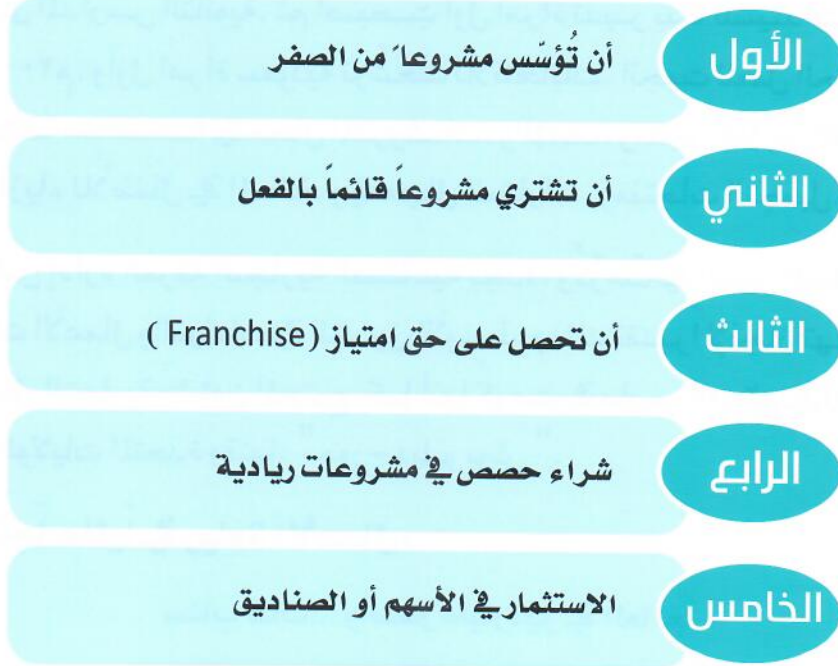 الأول
أن تُؤسّس مشروعاً من الصفر
الثاني
أن تشتري مشروعاً قائماً بالفعل
الثالث
أن تحصل على حق امتياز (Franchise)
الرابع
شراء حصص في مشروعات ريادية
الخامس
الاستثمار في الأسهم أو الصناديق